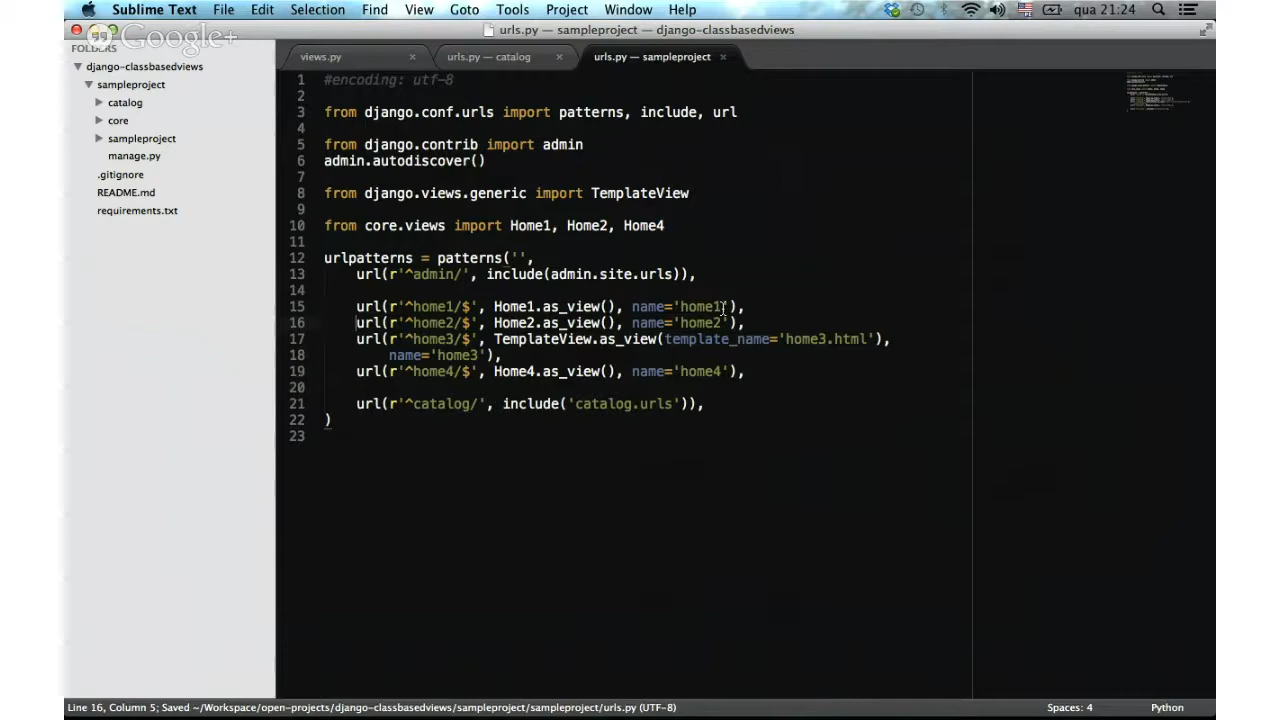 Sublime Text File Edit Selection Find View Goto Tools Project Window Help qua 21:24
urls.py — sampleproject — django-classbasedviews
Google+
FOLDERS
django-classbasedviews
sampleproject
catalog
core
sampleproject
manage.py
.gitignore
README.md
requirements.txt
views.py × urls.py — catalog × urls.py — sampleproject ×
1 #encoding: utf-8
2
3 from django.conf.urls import patterns, include, url
4
5 from django.contrib import admin
6 admin.autodiscover()
7
8 from django.views.generic import TemplateView
9
10 from core.views import Home1, Home2, Home4
11
12 urlpatterns = patterns('',
13 url(r'^admin/', include(admin.site.urls)),
14
15 url(r'^home1/$', Home1.as_view(), name='home1'),
16 url(r'^home2/$', Home2.as_view(), name='home2'),
17 url(r'^home3/$', TemplateView.as_view(template_name='home3.html'),
18 name='home3'),
19 url(r'^home4/$', Home4.as_view(), name='home4'),
20
21 url(r'^catalog/', include('catalog.urls')),
22 )
23
Line 16, Column 5; Saved ~/Workspace/open-projects/django-classbasedviews/sampleproject/sampleproject/urls.py (UTF-8) Spaces: 4 Python